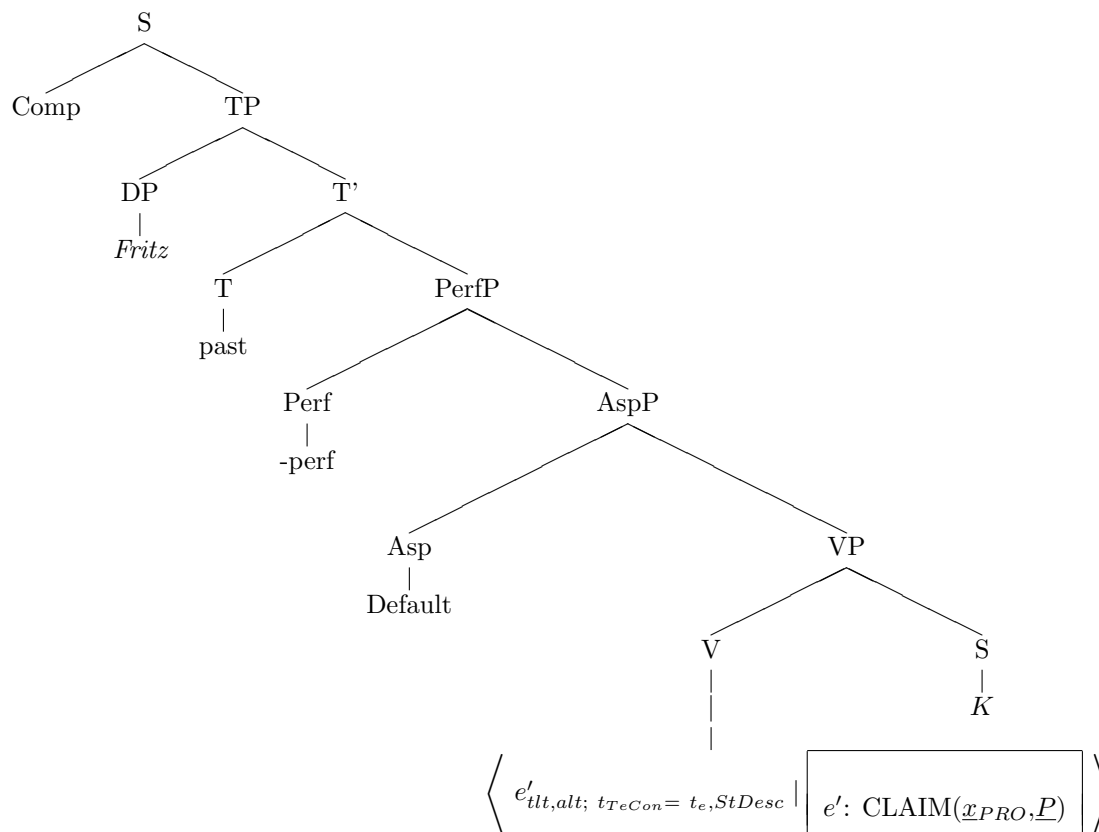 S
Comp TP
DP T'
Fritz
T PerfP
past
Perf AspP
-perf
Asp VP
Default
V S
K
⟨ e′tlt,alt; tTeCon= te,StDesc | e′: CLAIM(xPRO,P) ⟩